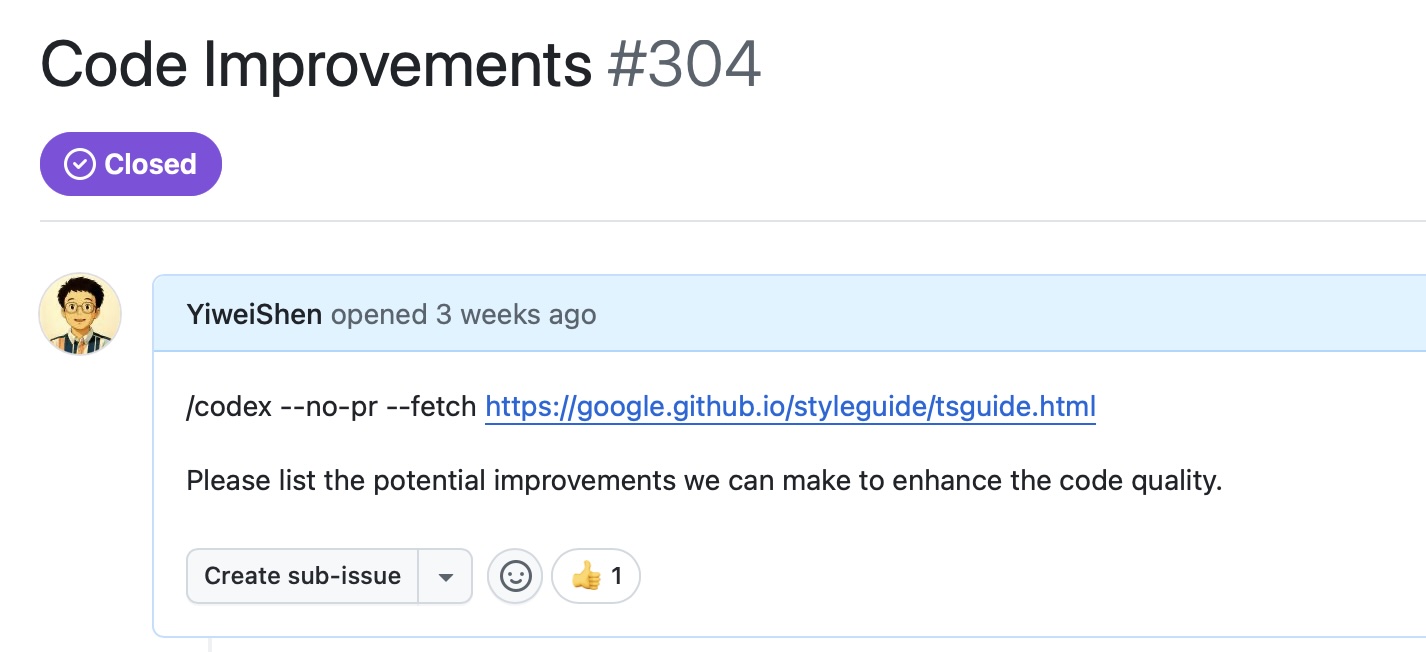 Code Improvements #304
Closed
YiweiShen opened 3 weeks ago
/codex --no-pr --fetch https://google.github.io/styleguide/tsguide.html
Please list the potential improvements we can make to enhance the code quality.
Create sub-issue
👍 1